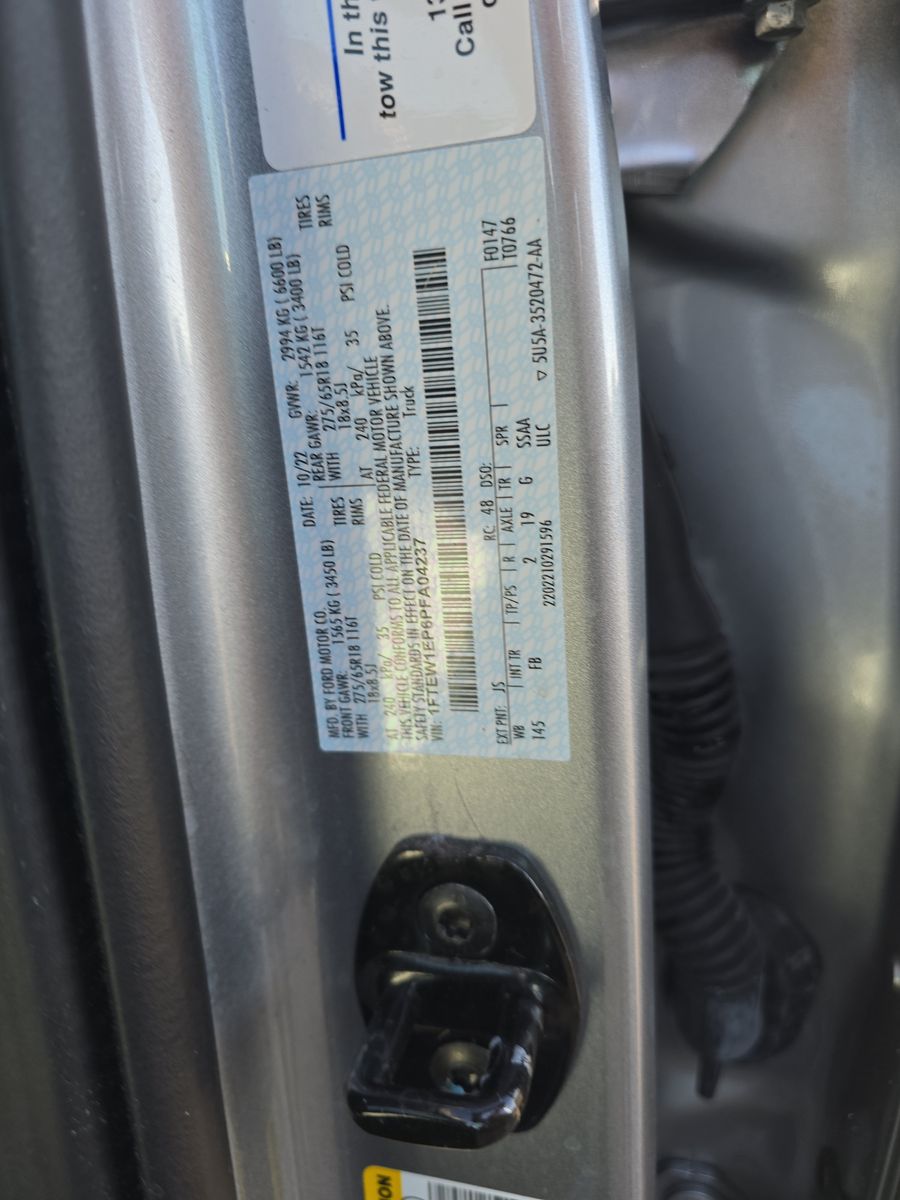 In th
tow this
13
Call
MFD. BY FORD MOTOR CO. DATE: 10/22 GVWR: 2994 KG ( 6600 LB)
FRONT GAWR: 1565 KG ( 3450 LB) REAR GAWR: 1542 KG ( 3400 LB)
WITH 275/65R18 116T TIRES WITH 275/65R18 116T TIRES
18x8.5J RIMS 18x8.5J RIMS
AT 240 kPa/ 35 PSI COLD AT 240 kPa/ 35 PSI COLD
THIS VEHICLE CONFORMS TO ALL APPLICABLE FEDERAL MOTOR VEHICLE
SAFETY STANDARDS IN EFFECT ON THE DATE OF MANUFACTURE SHOWN ABOVE.
VIN: 1FTEW1EP6PFA04237 TYPE: Truck
EXT PNT: JS RC: 48 DSO: F0147
WB INT TR TP/PS R AXLE TR SPR T0766
145 FB 2 19 G SSAA
2202210291596 ULC ▽ 5U5A-3520472-AA
ION